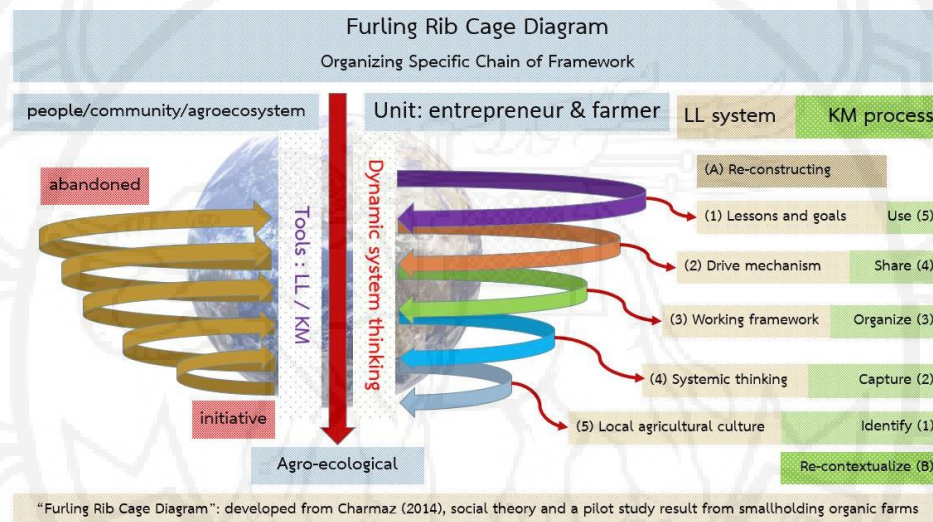 Furling Rib Cage Diagram
Organizing Specific Chain of Framework
people/community/agroecosystem
Unit: entrepreneur & farmer
LL system
KM process
abandoned
(A) Re-constructing
(1) Lessons and goals
Use (5)
(2) Drive mechanism
Share (4)
(3) Working framework
Organize (3)
(4) Systemic thinking
Capture (2)
(5) Local agricultural culture
Identify (1)
Re-contextualize (B)
Tools : LL / KM
Dynamic system thinking
initiative
Agro-ecological
“Furling Rib Cage Diagram”: developed from Charmaz (2014), social theory and a pilot study result from smallholding organic farms